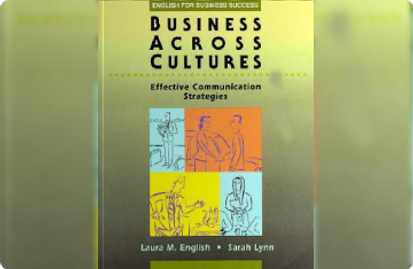 ENGLISH FOR BUSINESS SUCCESS
BUSINESS
ACROSS
CULTURES
Effective Communication
Strategies
Laura M. English • Sarah Lynn